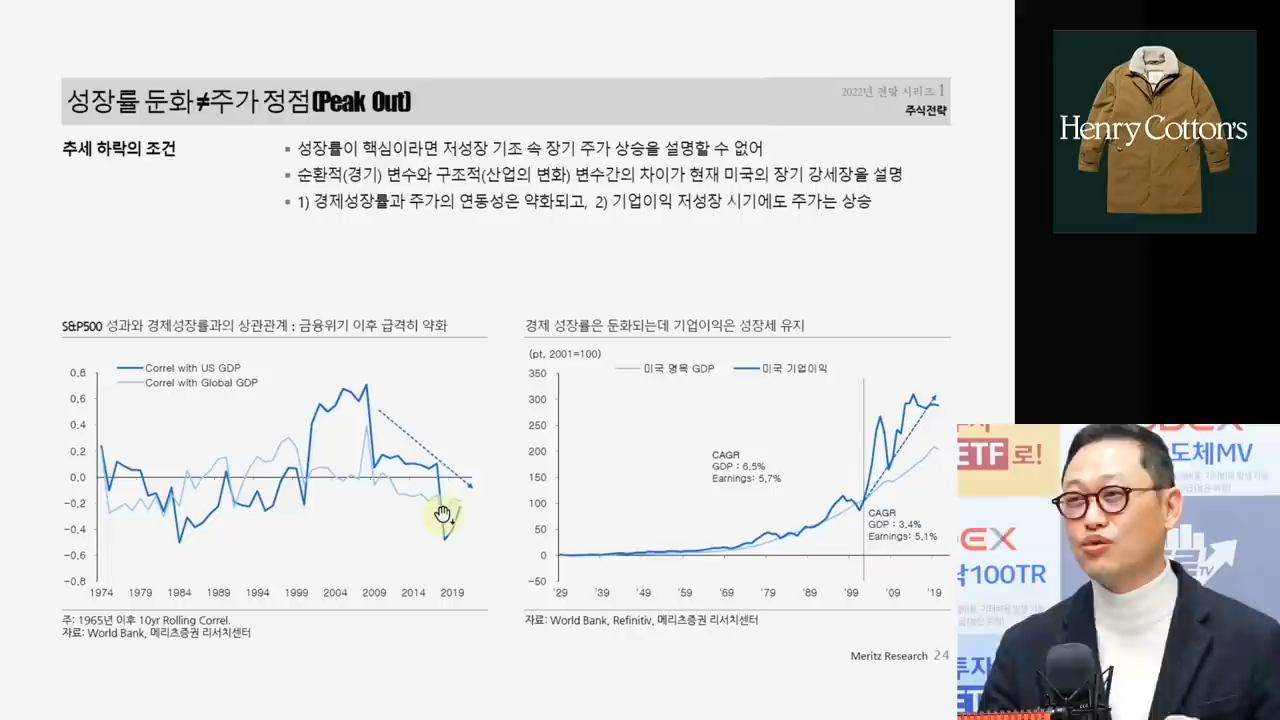 성장률 둔화≠주가 정점(Peak Out)
2022년 전망 시리즈 1
주식전략
추세 하락의 조건
▪ 성장률이 핵심이라면 저성장 기조 속 장기 주가 상승을 설명할 수 없어
▪ 순환적(경기) 변수와 구조적(산업의 변화) 변수간의 차이가 현재 미국의 장기 강세장을 설명
▪ 1) 경제성장률과 주가의 연동성은 약화되고, 2) 기업이익 저성장 시기에도 주가는 상승
S&P500 성과와 경제성장률과의 상관관계 : 금융위기 이후 급격히 약화
Correl with US GDP
Correl with Global GDP
0.8
0.6
0.4
0.2
0.0
-0.2
-0.4
-0.6
-0.8
1974 1979 1984 1989 1994 1999 2004 2009 2014 2019
주: 1965년 이후 10yr Rolling Correl.
자료: World Bank, 메리츠증권 리서치센터
경제 성장률은 둔화되는데 기업이익은 성장세 유지
(pt, 2001=100)
미국 명목 GDP 미국 기업이익
350
300
250
200
150
100
50
0
-50
CAGR
GDP : 6.5%
Earnings: 5.7%
CAGR
GDP : 3.4%
Earnings: 5.1%
'29 '39 '49 '59 '69 '79 '89 '99 '09 '19
자료: World Bank, Refinitiv, 메리츠증권 리서치센터
Meritz Research 24
Henry Cotton's
ETF로!
도체MV
EX
100TR
TV
투자